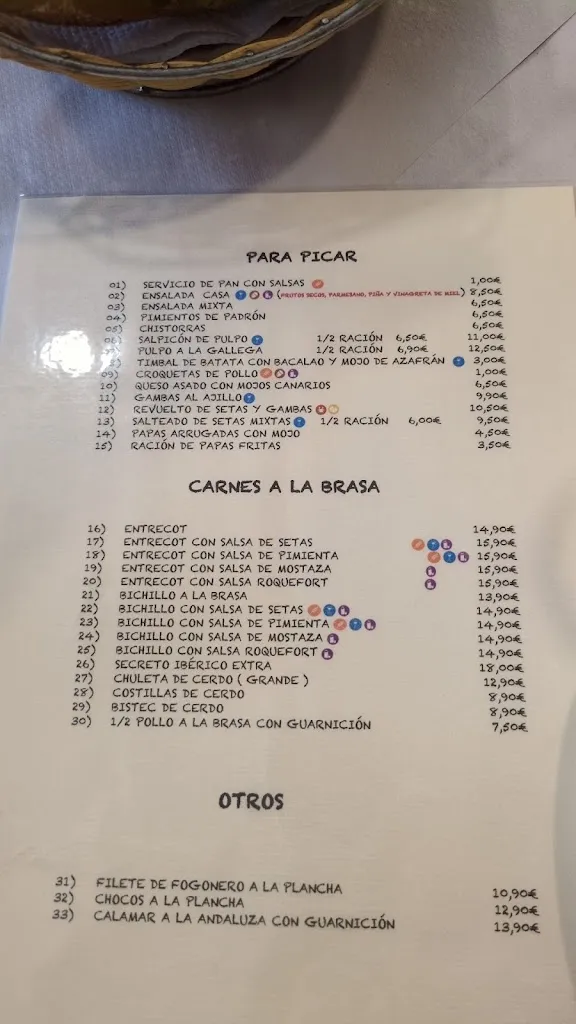 PARA PICAR
01) SERVICIO DE PAN CON SALSAS 1,00€
02) ENSALADA CASA (FRUTOS SECOS, PARMESANO, PIÑA Y VINAGRETA DE MIEL) 8,50€
03) ENSALADA MIXTA 6,50€
04) PIMIENTOS DE PADRÓN 6,50€
05) CHISTORRAS 6,50€
06) SALPICÓN DE PULPO 1/2 RACIÓN 6,50€ 11,00€
PULPO A LA GALLEGA 1/2 RACIÓN 6,90€ 12,50€
TIMBAL DE BATATA CON BACALAO Y MOJO DE AZAFRÁN 3,00€
09) CROQUETAS DE POLLO 1,00€
10) QUESO ASADO CON MOJOS CANARIOS 6,50€
11) GAMBAS AL AJILLO 9,90€
12) REVUELTO DE SETAS Y GAMBAS 10,50€
13) SALTEADO DE SETAS MIXTAS 1/2 RACIÓN 6,00€ 9,50€
14) PAPAS ARRUGADAS CON MOJO 4,50€
15) RACIÓN DE PAPAS FRITAS 3,50€
CARNES A LA BRASA
16) ENTRECOT 14,90€
17) ENTRECOT CON SALSA DE SETAS 15,90€
18) ENTRECOT CON SALSA DE PIMIENTA 15,90€
19) ENTRECOT CON SALSA DE MOSTAZA 15,90€
20) ENTRECOT CON SALSA ROQUEFORT 15,90€
21) BICHILLO A LA BRASA 13,90€
22) BICHILLO CON SALSA DE SETAS 14,90€
23) BICHILLO CON SALSA DE PIMIENTA 14,90€
24) BICHILLO CON SALSA DE MOSTAZA 14,90€
25) BICHILLO CON SALSA ROQUEFORT 14,90€
26) SECRETO IBÉRICO EXTRA 18,00€
27) CHULETA DE CERDO ( GRANDE ) 12,90€
28) COSTILLAS DE CERDO 8,90€
29) BISTEC DE CERDO 8,90€
30) 1/2 POLLO A LA BRASA CON GUARNICIÓN 7,50€
OTROS
31) FILETE DE FOGONERO A LA PLANCHA 10,90€
32) CHOCOS A LA PLANCHA 12,90€
33) CALAMAR A LA ANDALUZA CON GUARNICIÓN 13,90€